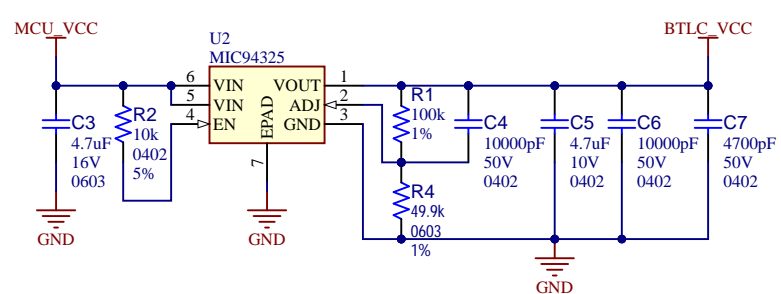 MCU_VCC
BTLC_VCC
U2
MIC94325
6
VIN
VOUT
1
5
VIN
ADJ
2
4
EN
GND
3
EPAD
7
C3
4.7uF
16V
0603
R2
10k
0402
5%
R1
100k
1%
C4
10000pF
50V
0402
C5
4.7uF
10V
0402
C6
10000pF
50V
0402
C7
4700pF
50V
0402
R4
49.9k
0603
1%
GND
GND
GND